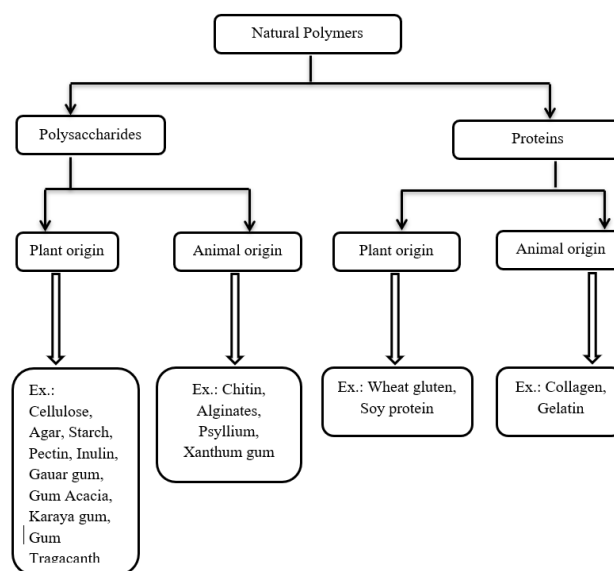 Natural Polymers
Polysaccharides
Proteins
Plant origin
Animal origin
Plant origin
Animal origin
Ex.:
Cellulose,
Agar, Starch,
Pectin, Inulin,
Gauar gum,
Gum Acacia,
Karaya gum,
Gum
Tragacanth
Ex.: Chitin,
Alginates,
Psyllium,
Xanthum gum
Ex.: Wheat gluten,
Soy protein
Ex.: Collagen,
Gelatin